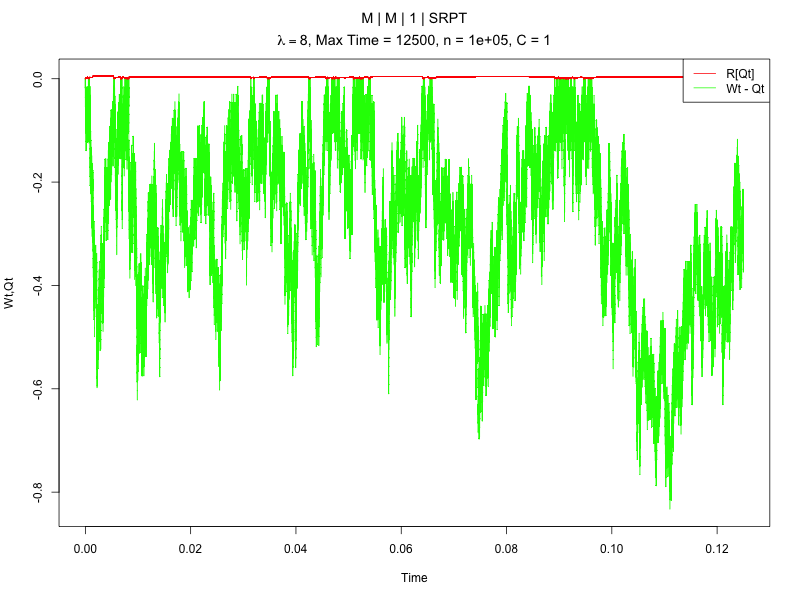 M | M | 1 | SRPT
λ = 8, Max Time = 12500, n = 1e+05, C = 1
R[Qt]
Wt - Qt
Wt,Qt
0.0
-0.2
-0.4
-0.6
-0.8
0.00 0.02 0.04 0.06 0.08 0.10 0.12
Time